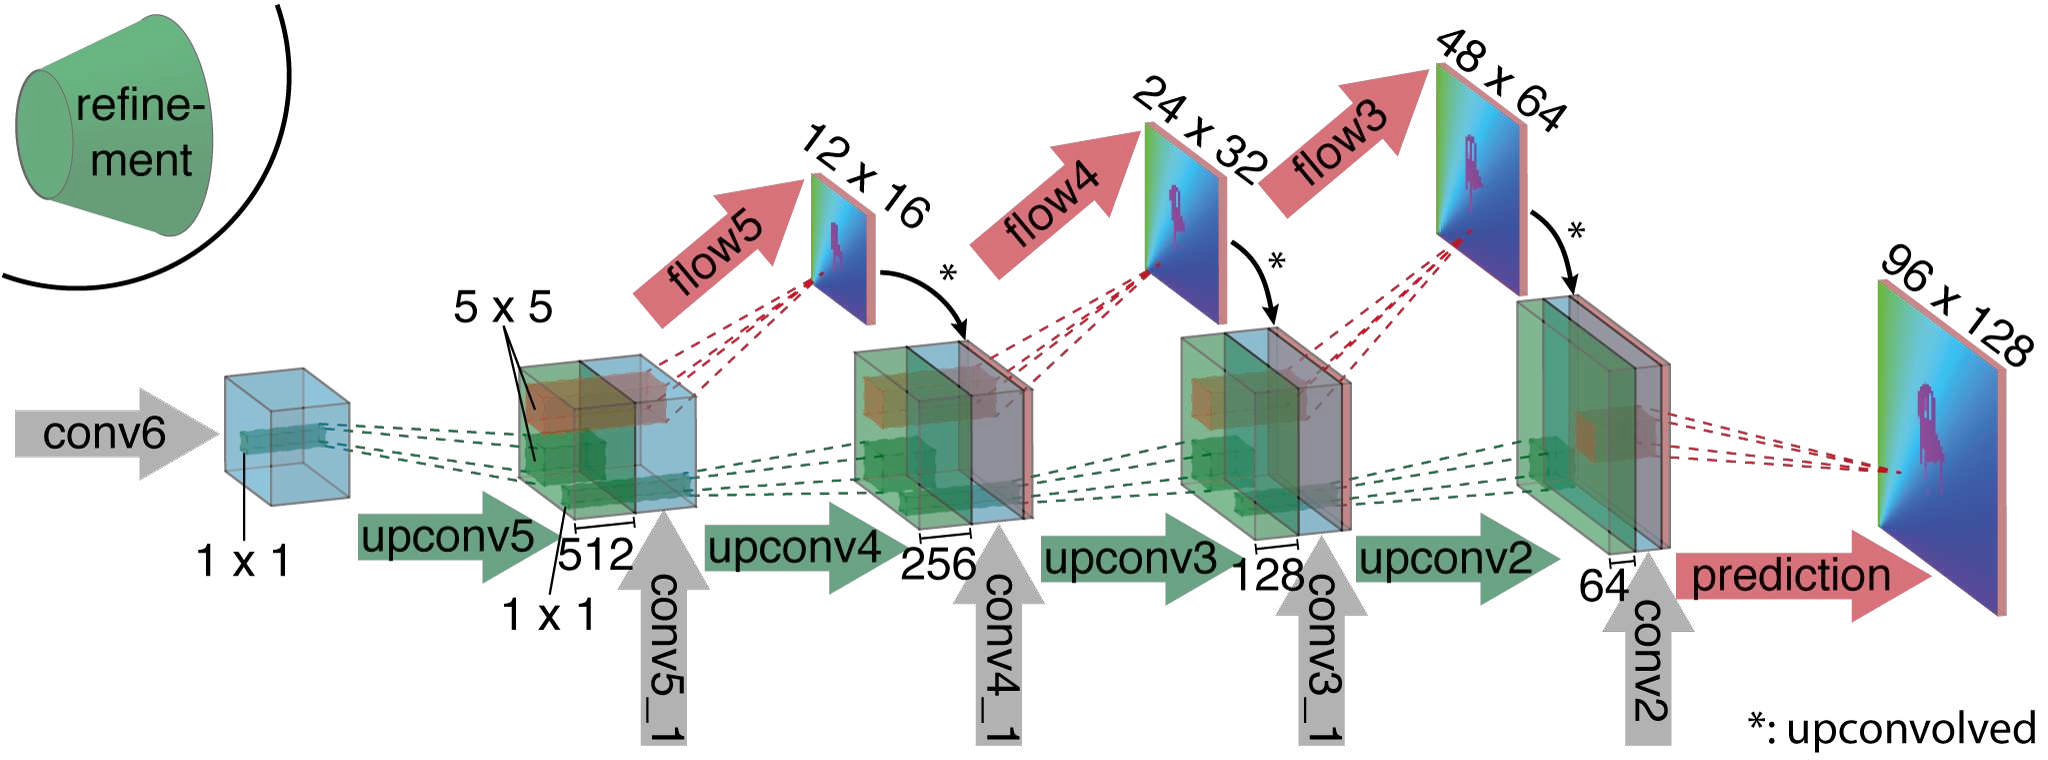 refine-
ment
conv6
1 x 1
upconv5
5 x 5
512
1 x 1
conv5_1
flow5
12 x 16
*
upconv4
256
conv4_1
flow4
24 x 32
*
upconv3
128
conv3_1
flow3
48 x 64
*
upconv2
64
conv2
prediction
96 x 128
*: upconvolved